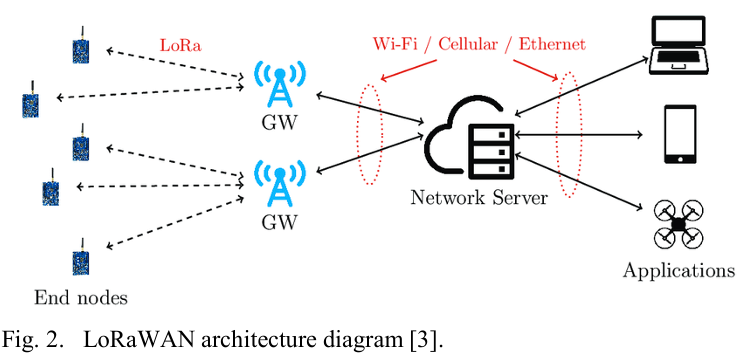 LoRa
Wi-Fi / Cellular / Ethernet
GW
GW
Network Server
End nodes
Applications
Fig. 2. LoRaWAN architecture diagram [3].